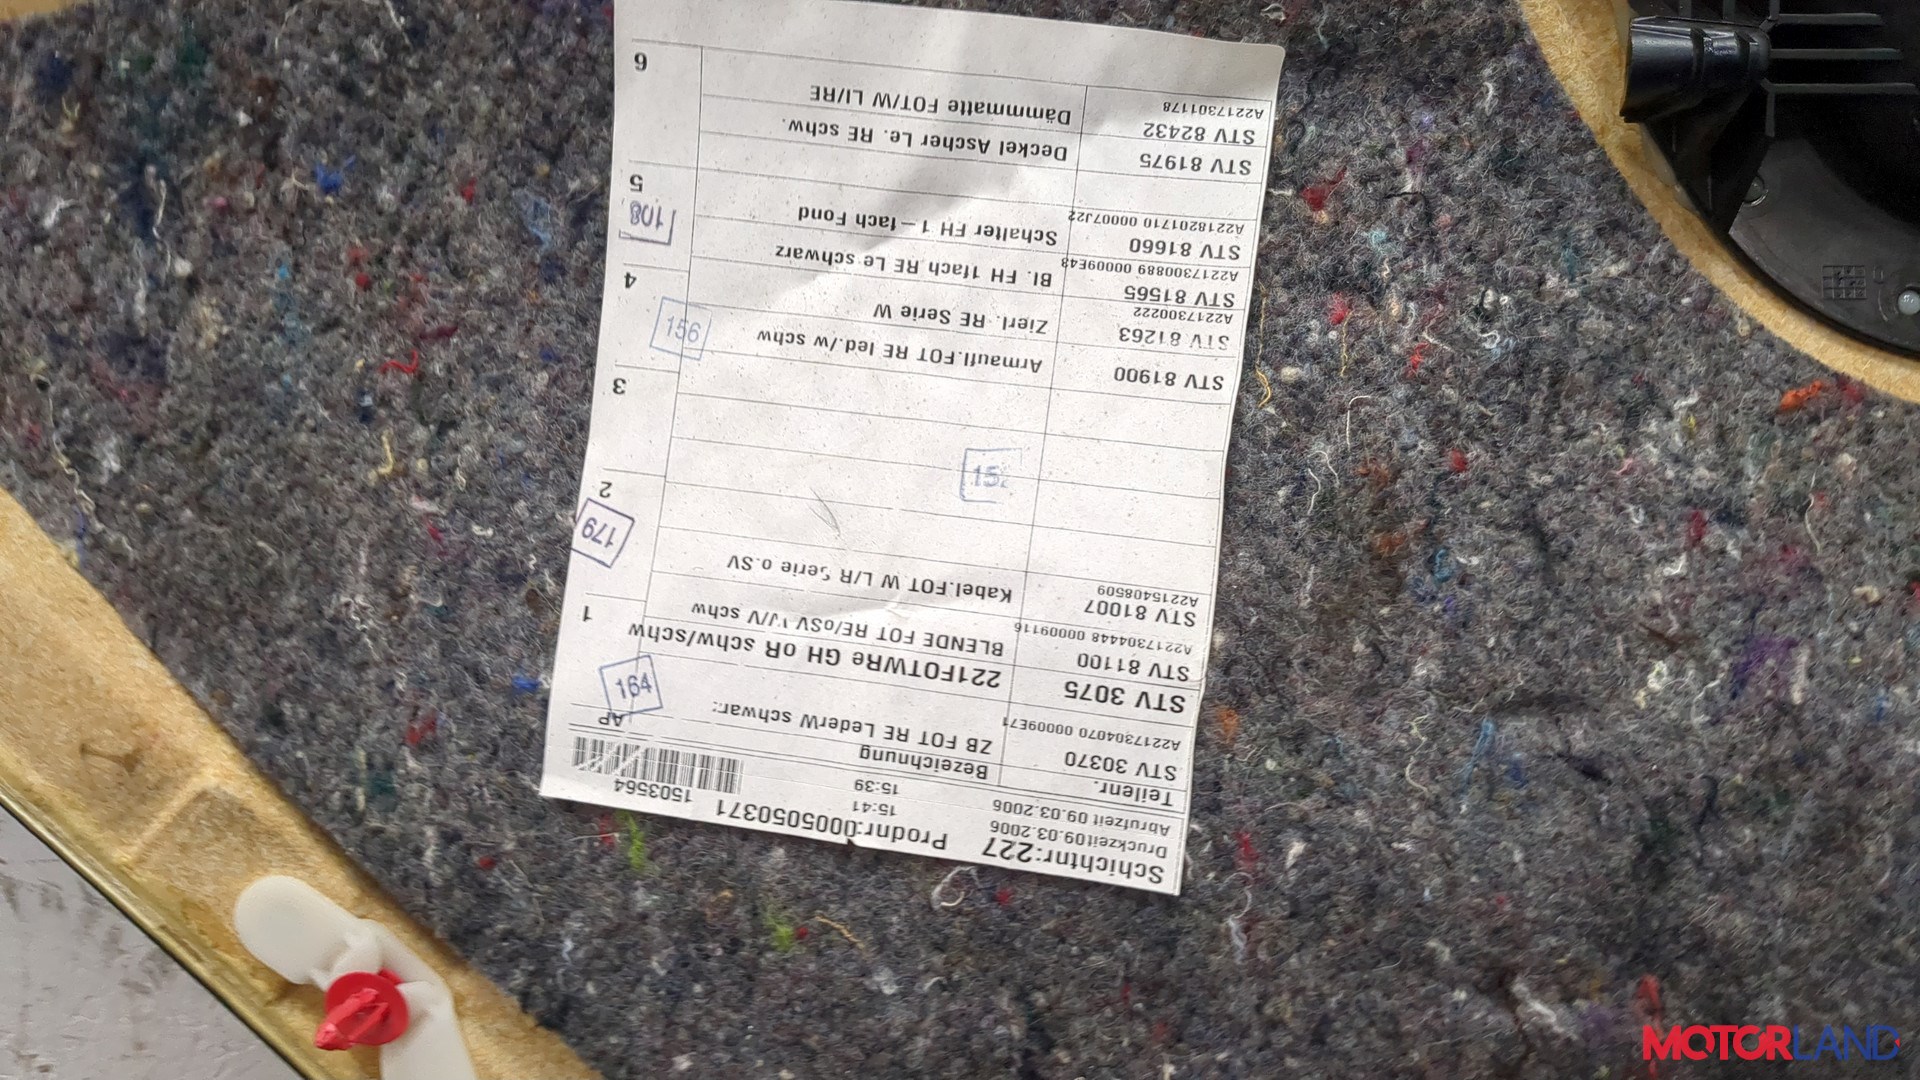 Schichtnr:227 Prodnr:0005050371
Druckzeit09.03.2006 15:41 1503564
Abrufzeit 09.03.2006 15:39
Teilenr. Bezeichnung
AP
STV 30370 ZB FOT RE LederW schwar
A2217304070 00009E71
164
STV 3075 221FOTWRe GH oR schw/schw
STV 81100 BLENDE FOT RE/oSV schw
A2217304448 00009116
1
STV 81007 Kabel.FOT W L/R Serie o.SV
A2215408509
179
2
15
3
STV 81900 Armaufl.FOT RE led./w schw
156
STV 81263 Zierl. RE Serie W
A2217300222
4
STV 81565 Bl. FH 1fach RE Le schwarz
A2217300889 00009E48
STV 81660 Schalter FH 1-fach Fond
A2218201710 00007J22
108
5
STV 81975 Deckel Ascher Le. RE schw.
STV 82432 Dämmatte FOT/W LI/RE
A2217301178
6
MOTORLAND